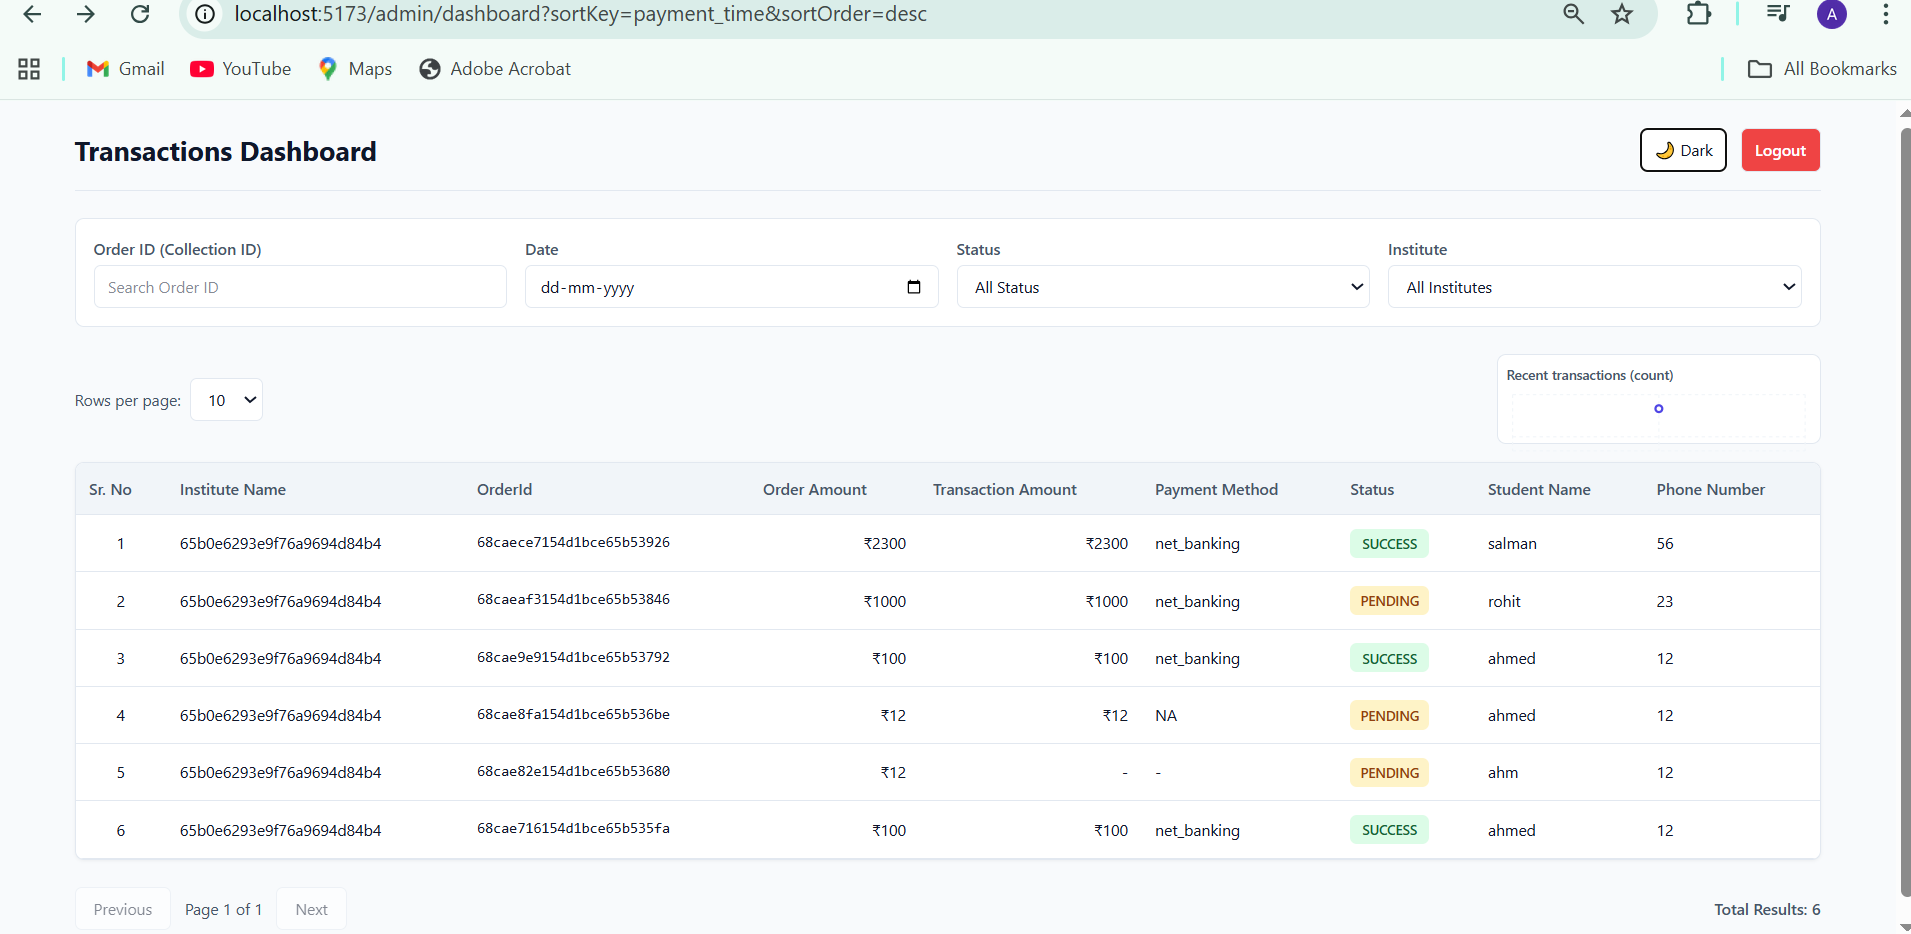 localhost:5173/admin/dashboard?sortKey=payment_time&sortOrder=desc
A
Gmail YouTube Maps Adobe Acrobat All Bookmarks
Transactions Dashboard
Dark Logout
Order ID (Collection ID) Date Status Institute
Search Order ID dd-mm-yyyy All Status All Institutes
Recent transactions (count)
Rows per page: 10
Sr. No Institute Name OrderId Order Amount Transaction Amount Payment Method Status Student Name Phone Number
1 65b0e6293e9f76a9694d84b4 68caece7154d1bce65b53926 ₹2300 ₹2300 net_banking SUCCESS salman 56
2 65b0e6293e9f76a9694d84b4 68caeaf3154d1bce65b53846 ₹1000 ₹1000 net_banking PENDING rohit 23
3 65b0e6293e9f76a9694d84b4 68cae9e9154d1bce65b53792 ₹100 ₹100 net_banking SUCCESS ahmed 12
4 65b0e6293e9f76a9694d84b4 68cae8fa154d1bce65b536be ₹12 ₹12 NA PENDING ahmed 12
5 65b0e6293e9f76a9694d84b4 68cae82e154d1bce65b53680 ₹12 - - PENDING ahm 12
6 65b0e6293e9f76a9694d84b4 68cae716154d1bce65b535fa ₹100 ₹100 net_banking SUCCESS ahmed 12
Previous Page 1 of 1 Next Total Results: 6